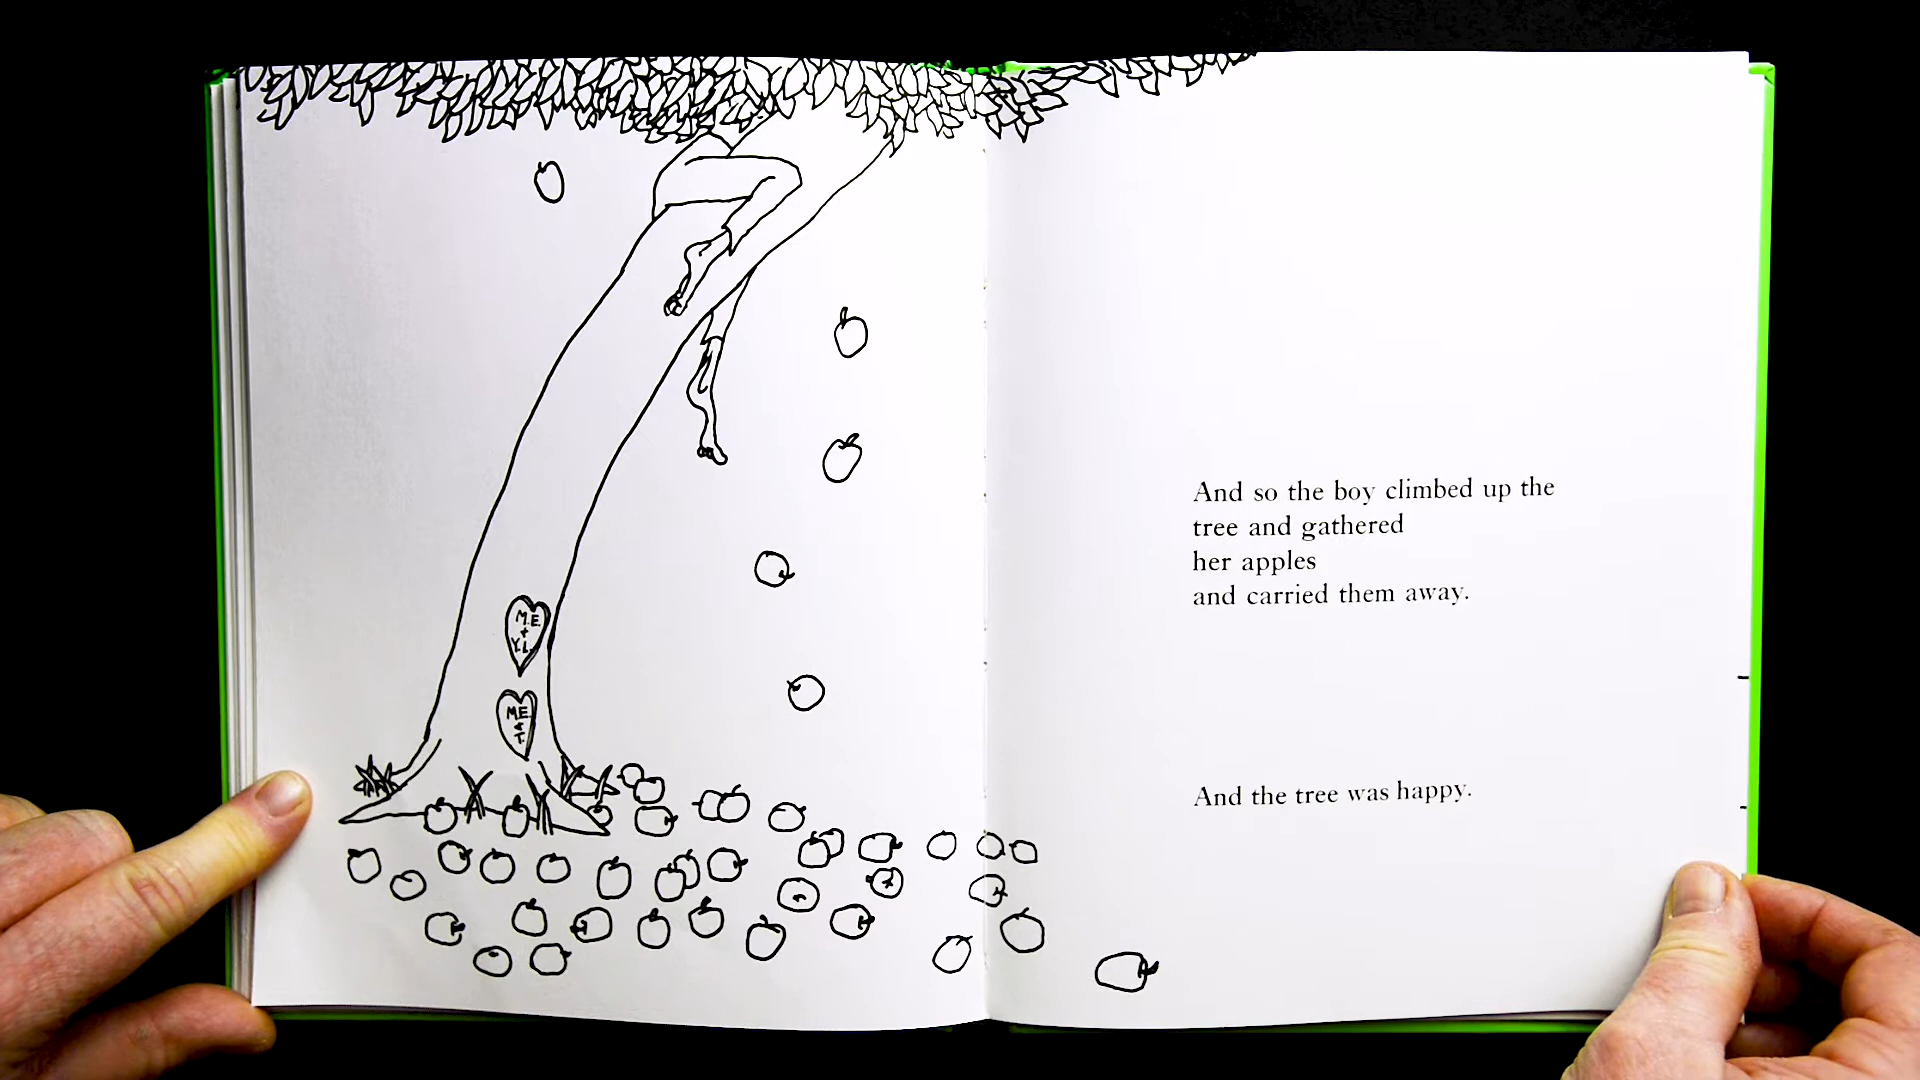 M.E.
+
Y.L.
M.E.
+
T.
And so the boy climbed up the
tree and gathered
her apples
and carried them away.
And the tree was happy.